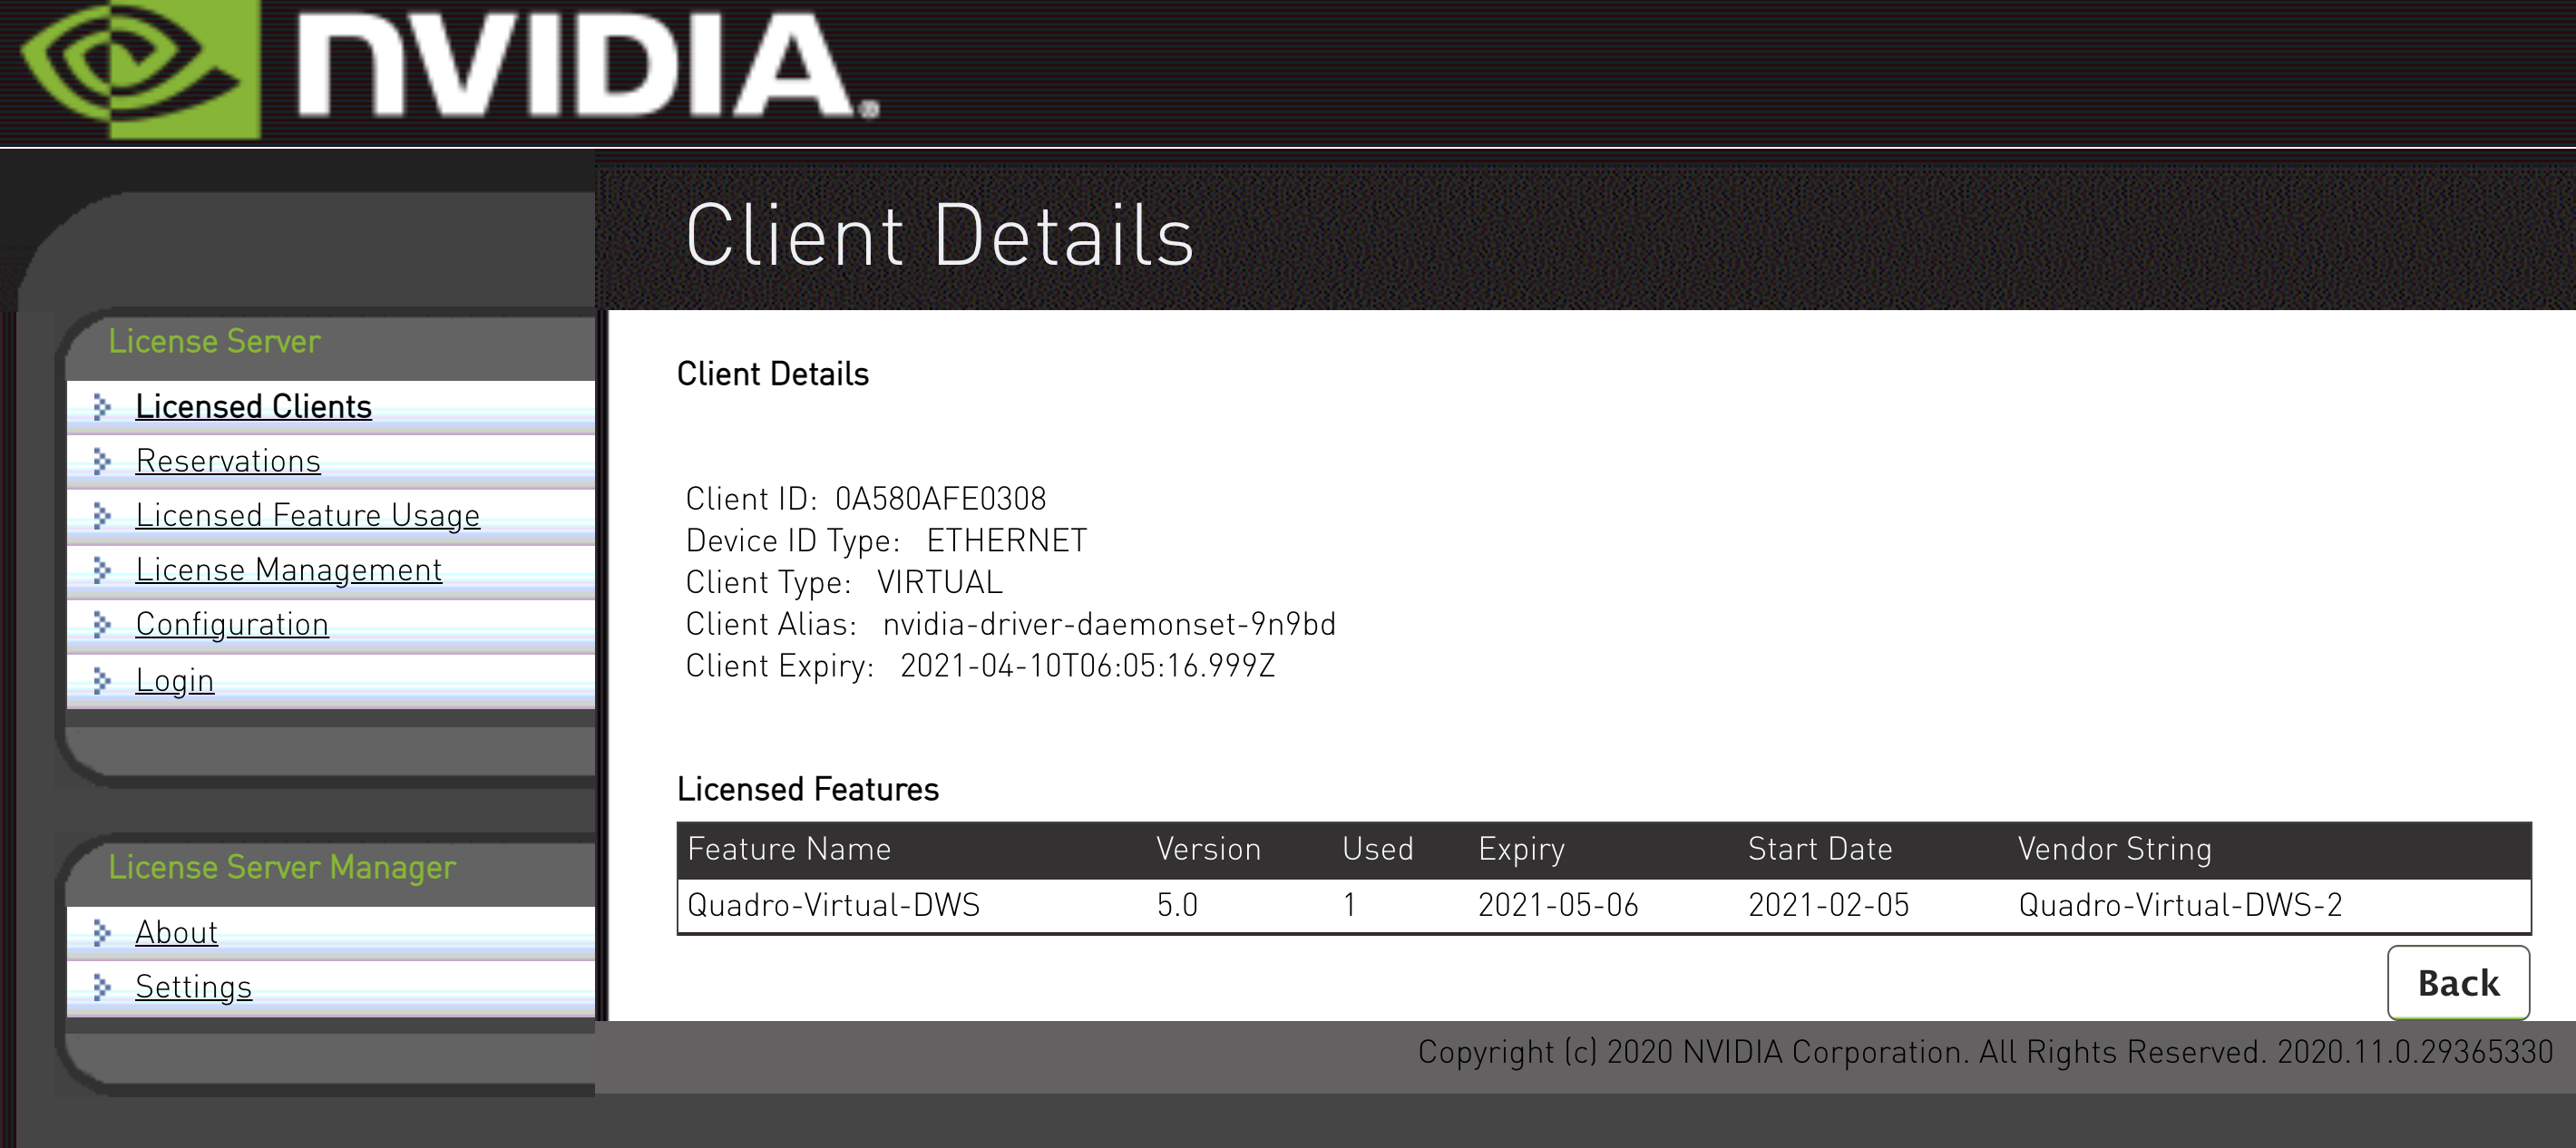 NVIDIA®
Client Details
License Server
Licensed Clients
Reservations
Licensed Feature Usage
License Management
Configuration
Login
License Server Manager
About
Settings
Client Details
Client ID: 0A580AFE0308
Device ID Type: ETHERNET
Client Type: VIRTUAL
Client Alias: nvidia-driver-daemonset-9n9bd
Client Expiry: 2021-04-10T06:05:16.999Z
Licensed Features
Feature Name Version Used Expiry Start Date Vendor String
Quadro-Virtual-DWS 5.0 1 2021-05-06 2021-02-05 Quadro-Virtual-DWS-2
Back
Copyright (c) 2020 NVIDIA Corporation. All Rights Reserved. 2020.11.0.29365330